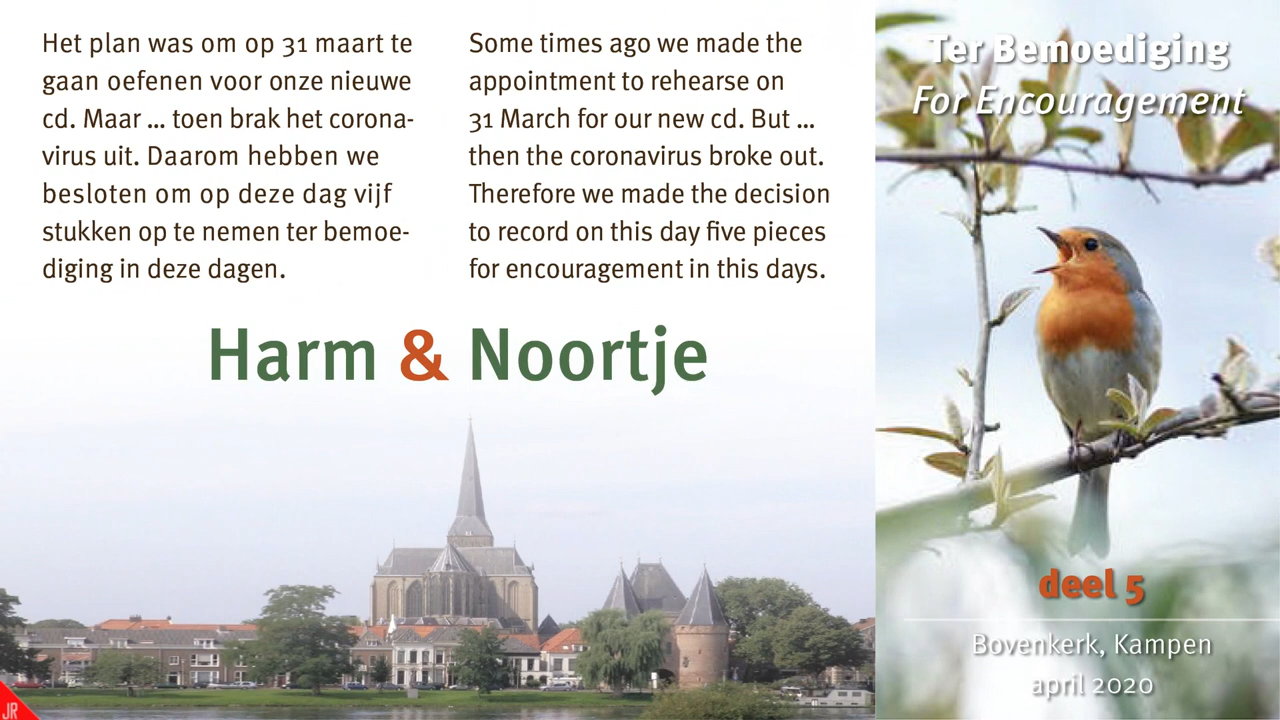 Het plan was om op 31 maart te
gaan oefenen voor onze nieuwe
cd. Maar ... toen brak het corona-
virus uit. Daarom hebben we
besloten om op deze dag vijf
stukken op te nemen ter bemoe-
diging in deze dagen.
Some times ago we made the
appointment to rehearse on
31 March for our new cd. But ...
then the coronavirus broke out.
Therefore we made the decision
to record on this day five pieces
for encouragement in this days.
Harm & Noortje
Ter Bemoediging
For Encouragement
deel 5
Bovenkerk, Kampen
april 2020
JR